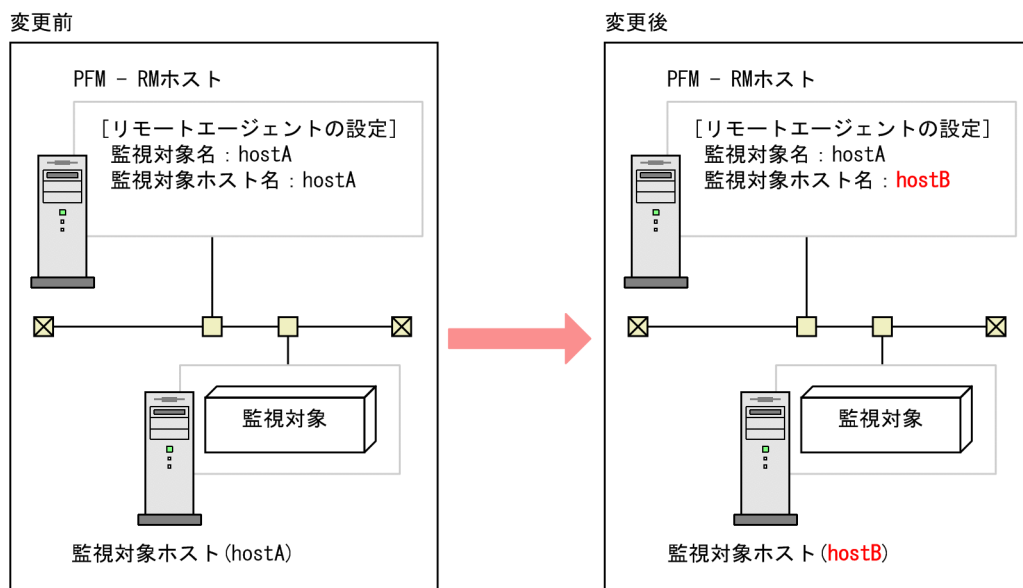 変更前
PFM - RMホスト
[リモートエージェントの設定]
監視対象名：hostA
監視対象ホスト名：hostA
監視対象
監視対象ホスト(hostA)
変更後
PFM - RMホスト
[リモートエージェントの設定]
監視対象名：hostA
監視対象ホスト名：hostB
監視対象
監視対象ホスト(hostB)